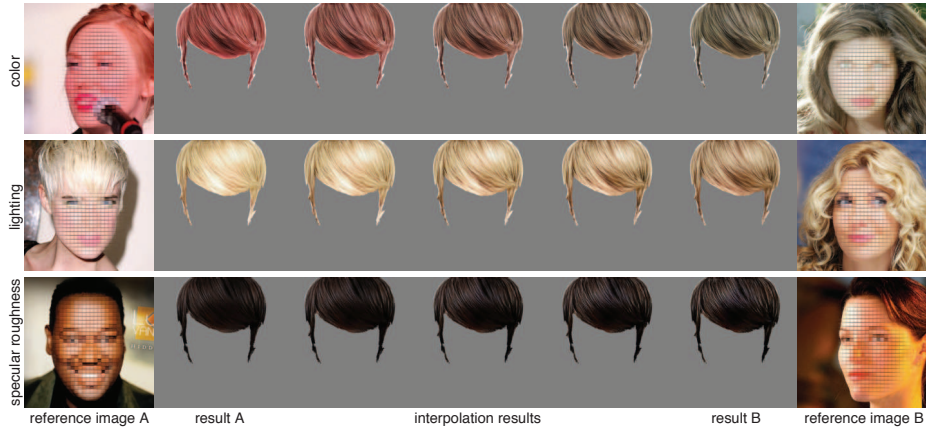 color
lighting
specular roughness
reference image A
result A
interpolation results
result B
reference image B